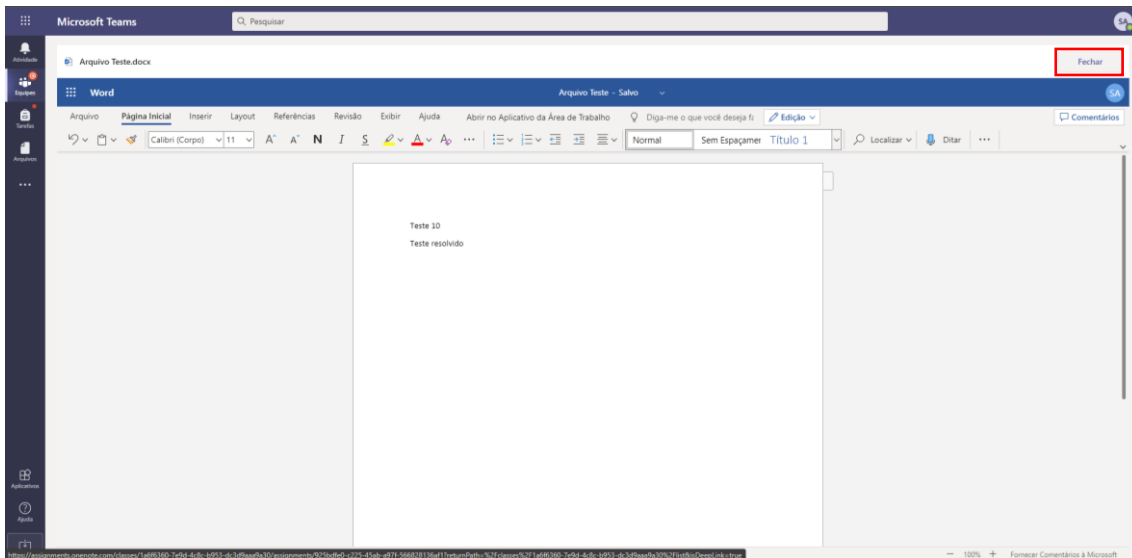 Microsoft Teams
Pesquisar
SA
Atividade
Arquivo Teste.docx
Fechar
Equipes
Word
Arquivo Teste - Salvo
SA
Tarefas
Arquivo Página Inicial Inserir Layout Referências Revisão Exibir Ajuda Abrir no Aplicativo da Área de Trabalho Diga-me o que você deseja fa Edição Comentários
Calibri (Corpo) 11 A A N I S A A Normal Sem Espaçamer Título 1 Localizar Ditar
Arquivos
Teste 10
Teste resolvido
Aplicativos
Ajuda
100% Fornecer Comentários à Microsoft